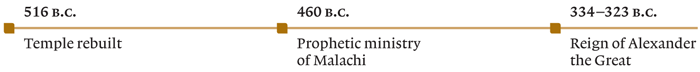 516 B.C.
Temple rebuilt
460 B.C.
Prophetic ministry
of Malachi
334–323 B.C.
Reign of Alexander
the Great